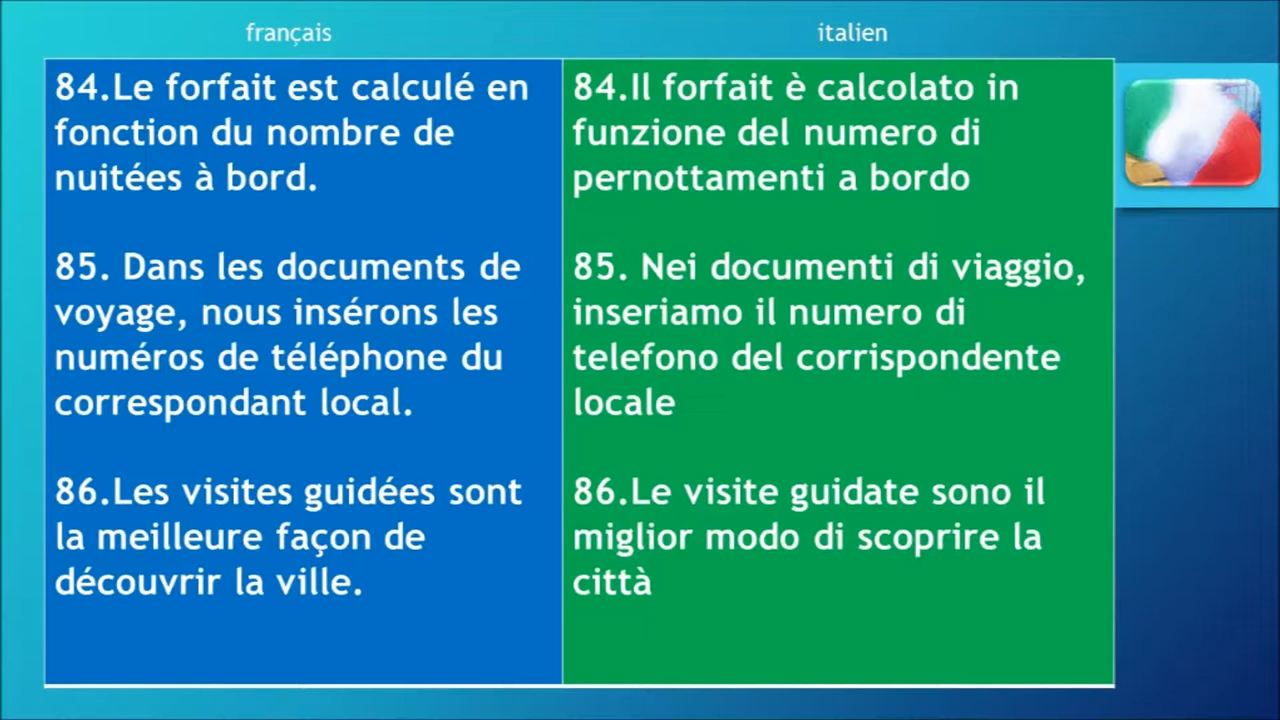 français
italien
84.Le forfait est calculé en
fonction du nombre de
nuitées à bord.
85. Dans les documents de
voyage, nous insérons les
numéros de téléphone du
correspondant local.
86.Les visites guidées sont
la meilleure façon de
découvrir la ville.
84.Il forfait è calcolato in
funzione del numero di
pernottamenti a bordo
85. Nei documenti di viaggio,
inseriamo il numero di
telefono del corrispondente
locale
86.Le visite guidate sono il
miglior modo di scoprire la
città